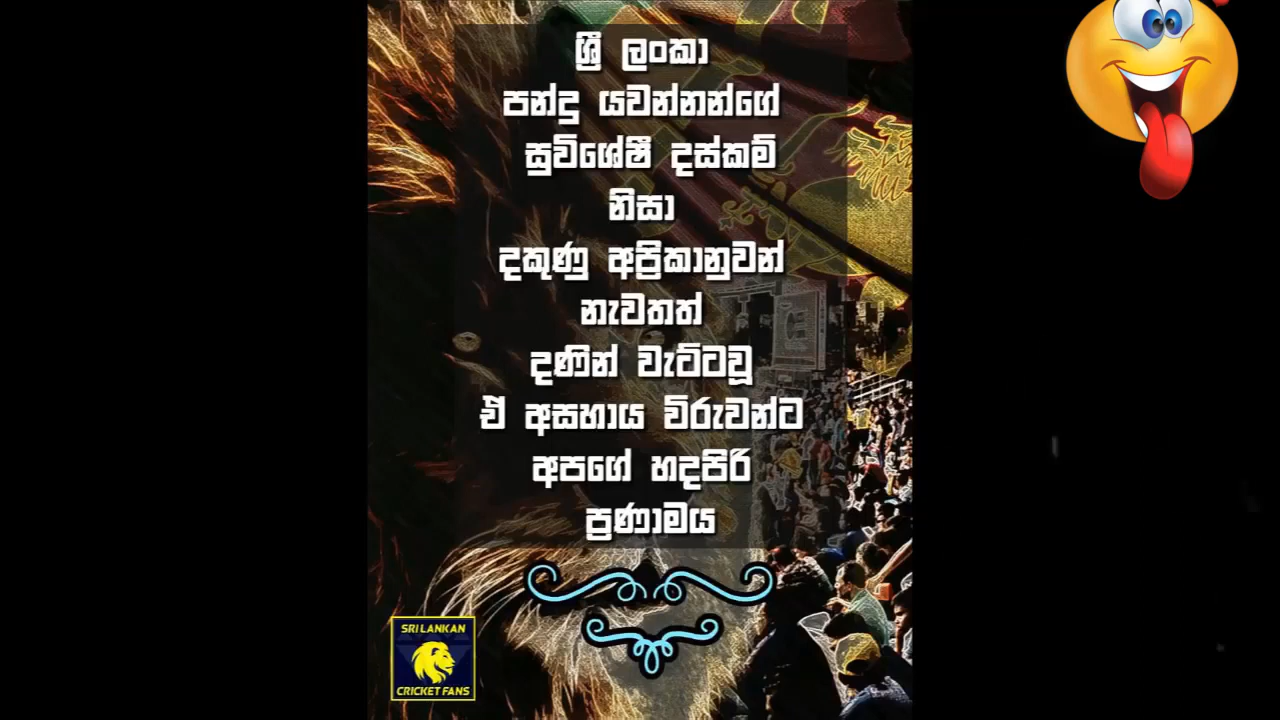 ශ්‍රී ලංකා
පන්දු යවන්නන්ගේ
සුවිශේෂී දස්කම්
නිසා
දකුණු අප්‍රිකානුවන්
නැවතත්
දණින් වැට්ටවූ
ඒ අසහාය විරුවන්ට
අපගේ හදපිරි
ප්‍රණාමය
SRI LANKAN
CRICKET FANS